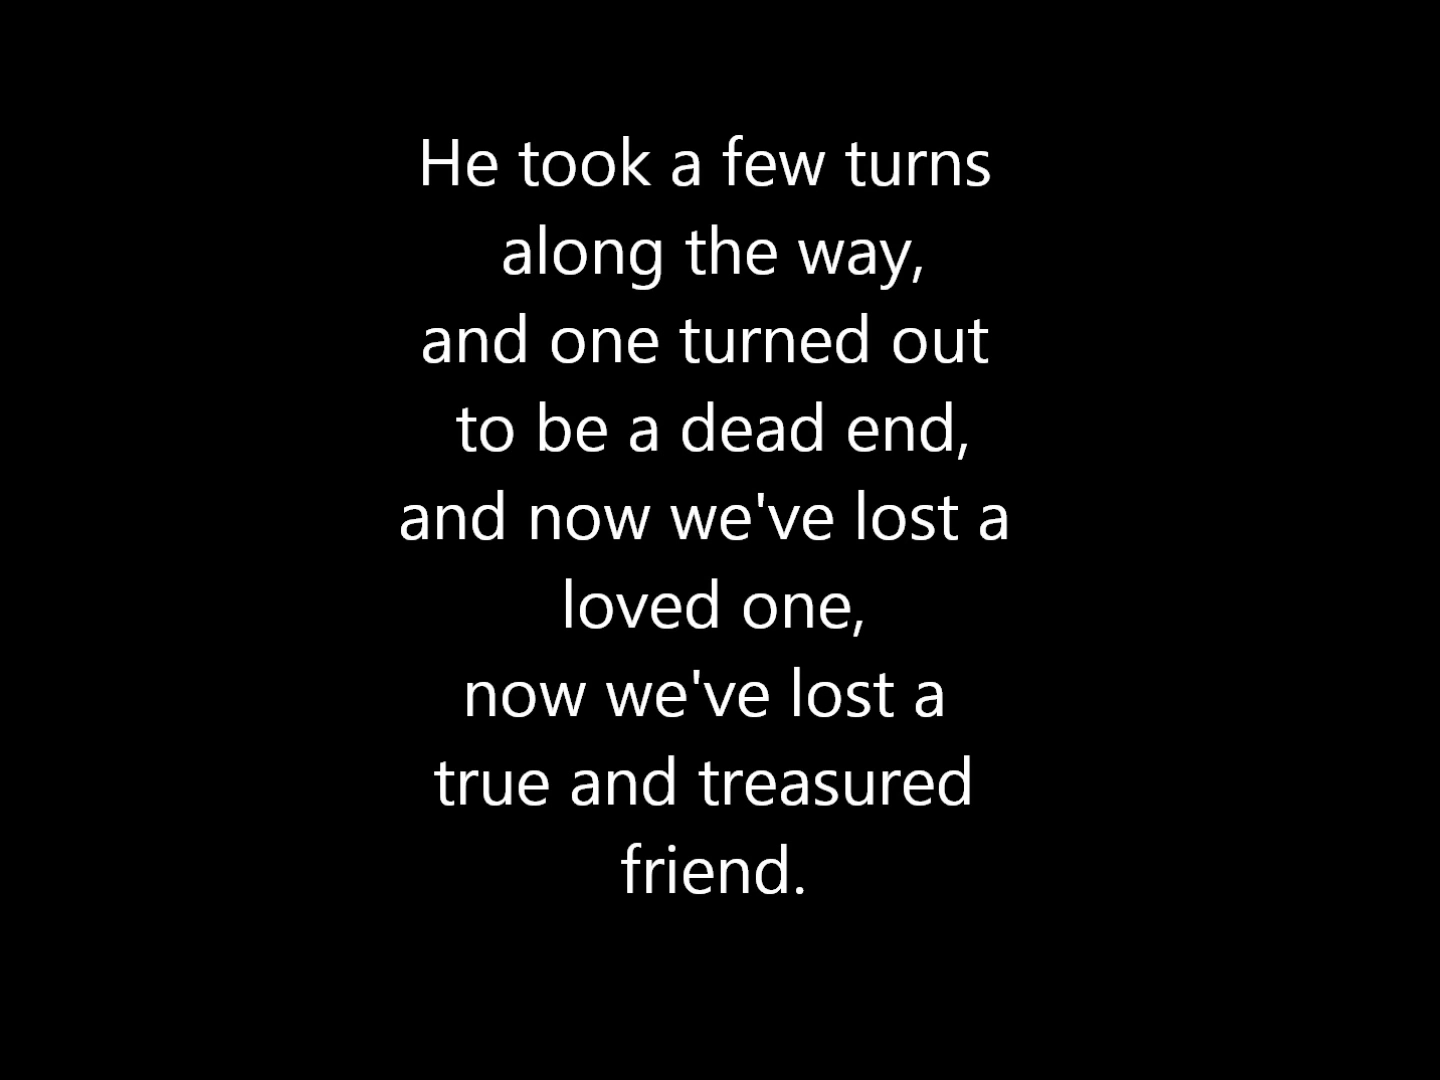 He took a few turns
along the way,
and one turned out
to be a dead end,
and now we've lost a
loved one,
now we've lost a
true and treasured
friend.